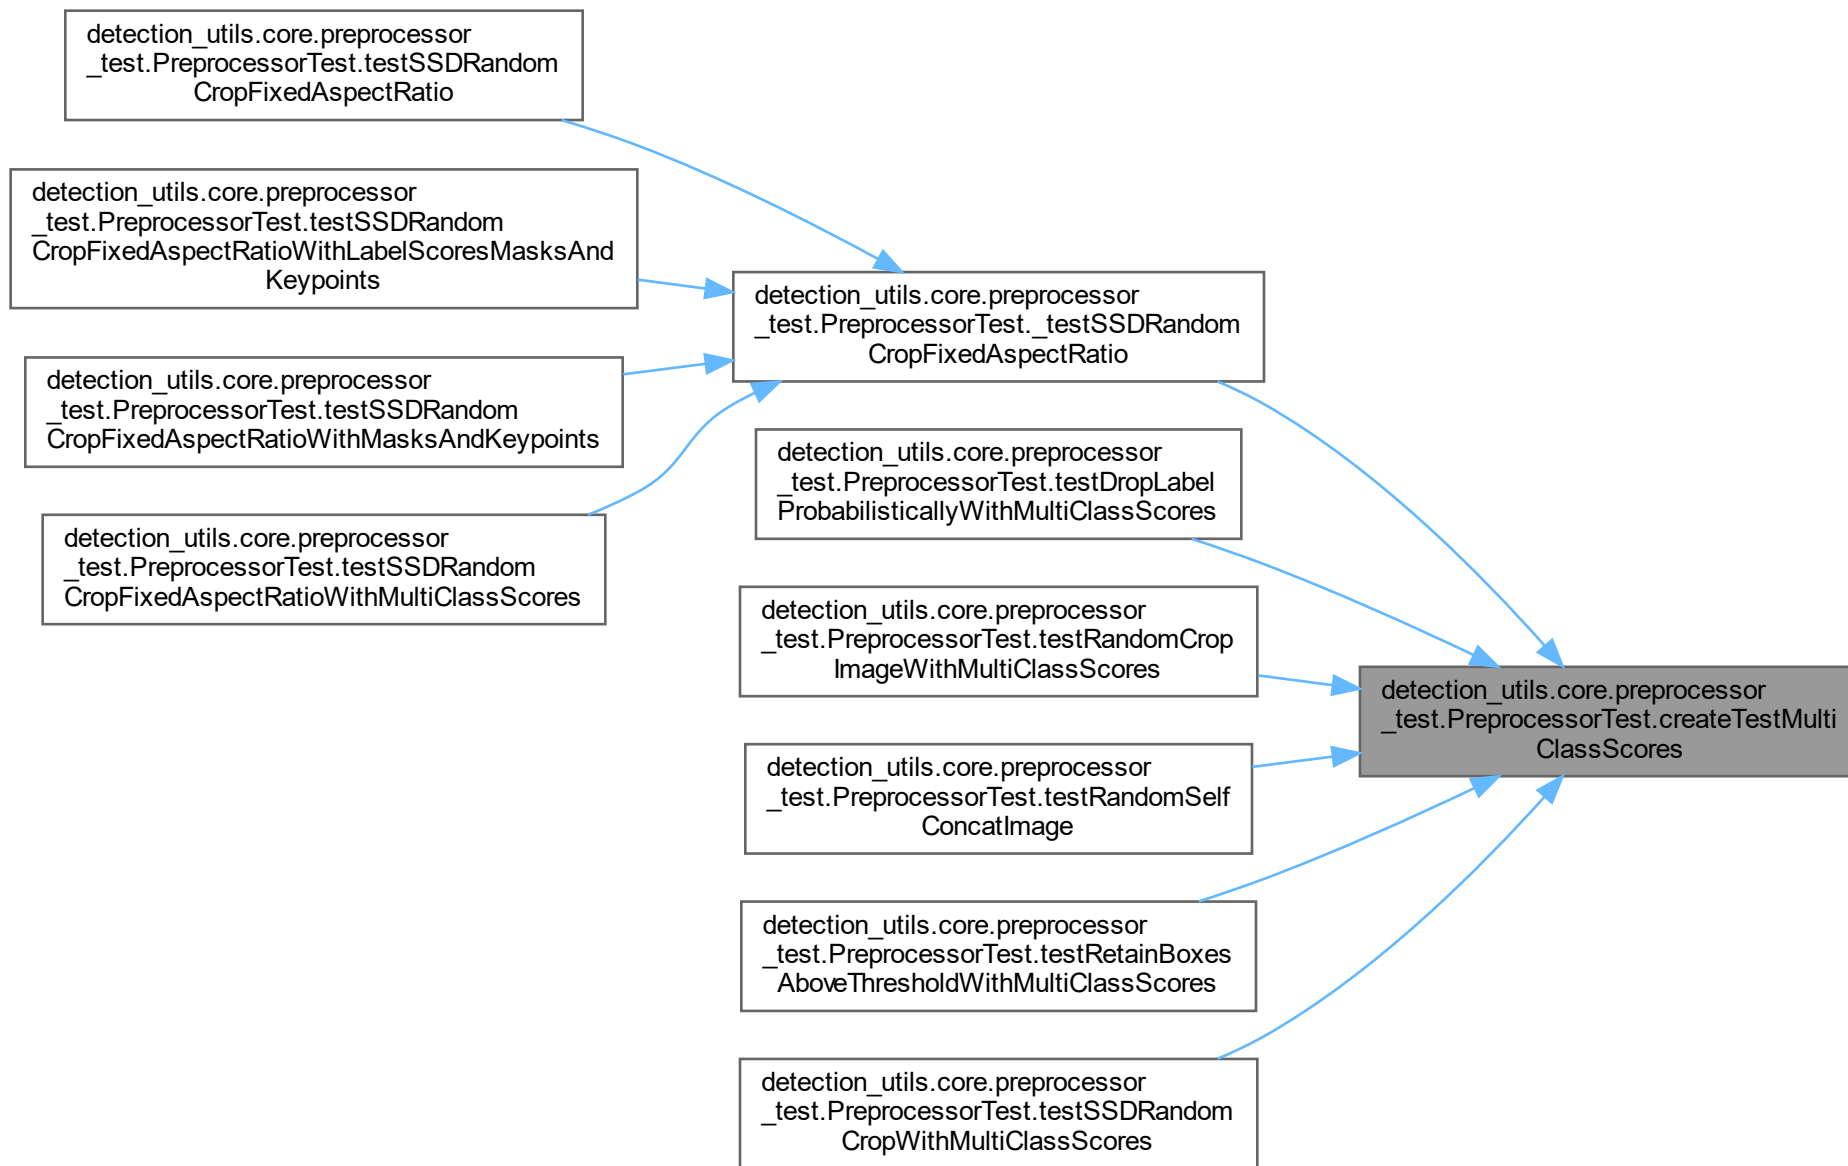 detection_utils.core.preprocessor
_test.PreprocessorTest.testSSDRandom
CropFixedAspectRatio
detection_utils.core.preprocessor
_test.PreprocessorTest.testSSDRandom
CropFixedAspectRatioWithLabelScoresMasksAnd
Keypoints
detection_utils.core.preprocessor
_test.PreprocessorTest.testSSDRandom
CropFixedAspectRatioWithMasksAndKeypoints
detection_utils.core.preprocessor
_test.PreprocessorTest.testSSDRandom
CropFixedAspectRatioWithMultiClassScores
detection_utils.core.preprocessor
_test.PreprocessorTest._testSSDRandom
CropFixedAspectRatio
detection_utils.core.preprocessor
_test.PreprocessorTest.testDropLabel
ProbabilisticallyWithMultiClassScores
detection_utils.core.preprocessor
_test.PreprocessorTest.testRandomCrop
ImageWithMultiClassScores
detection_utils.core.preprocessor
_test.PreprocessorTest.testRandomSelf
ConcatImage
detection_utils.core.preprocessor
_test.PreprocessorTest.testRetainBoxes
AboveThresholdWithMultiClassScores
detection_utils.core.preprocessor
_test.PreprocessorTest.testSSDRandom
CropWithMultiClassScores
detection_utils.core.preprocessor
_test.PreprocessorTest.createTestMulti
ClassScores